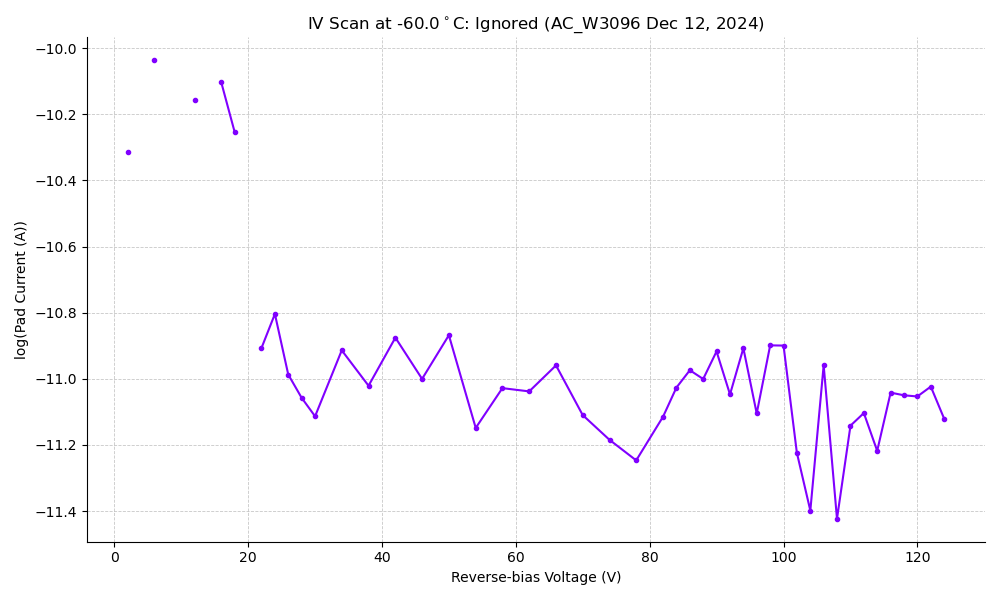 IV Scan at -60.0°C: Ignored (AC_W3096 Dec 12, 2024)
−10.0
−10.2
−10.4
−10.6
−10.8
−11.0
−11.2
−11.4
log(Pad Current (A))
0 20 40 60 80 100 120
Reverse-bias Voltage (V)